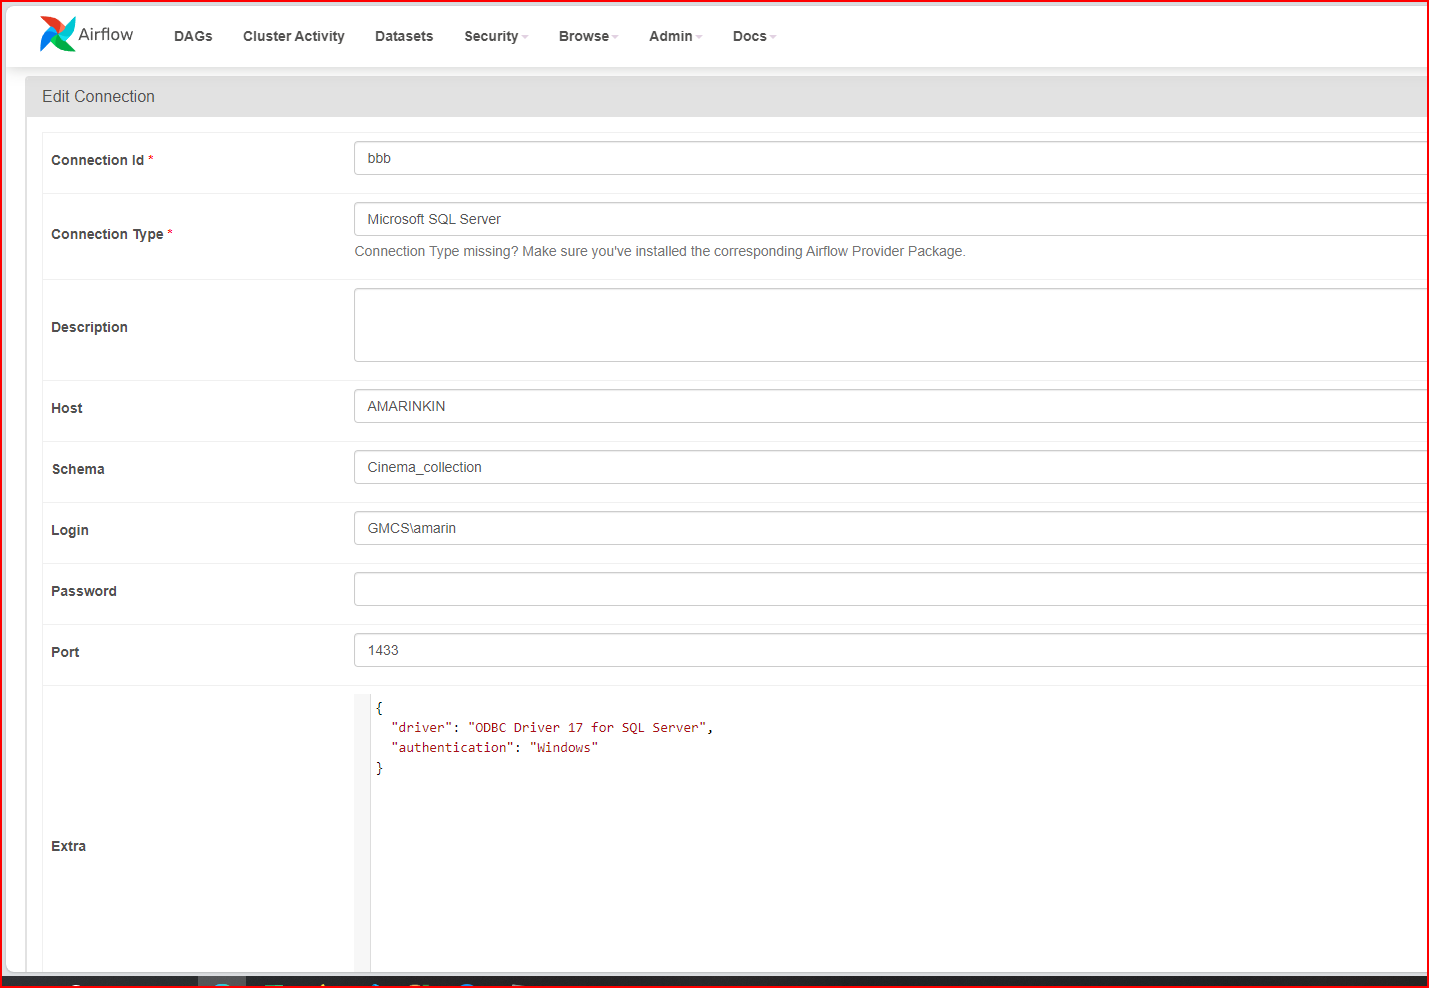 Airflow DAGs Cluster Activity Datasets Security Browse Admin Docs
Edit Connection
Connection Id * bbb
Connection Type * Microsoft SQL Server
Connection Type missing? Make sure you've installed the corresponding Airflow Provider Package.
Description
Host AMARINKIN
Schema Cinema_collection
Login GMCS\amarin
Password
Port 1433
Extra
{
"driver": "ODBC Driver 17 for SQL Server",
"authentication": "Windows"
}